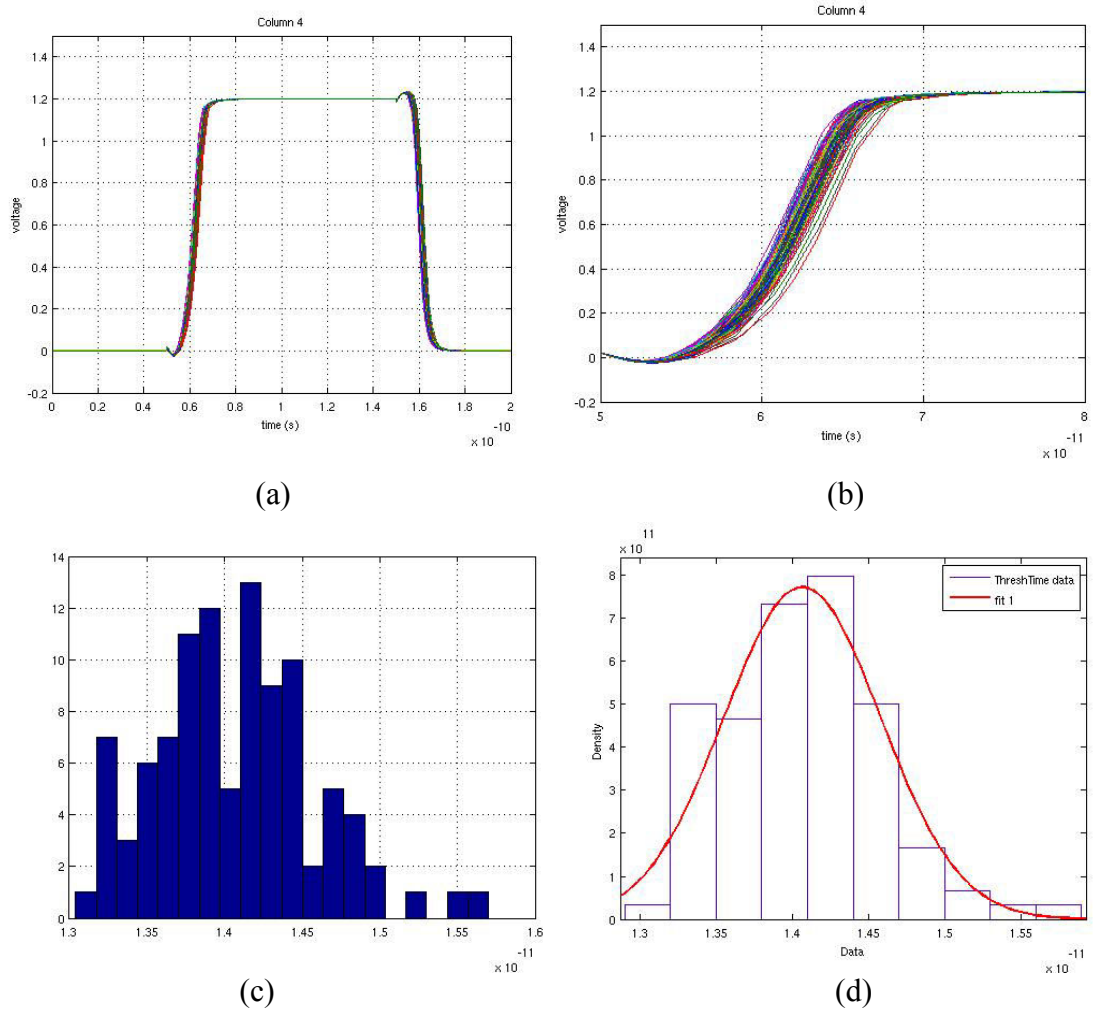 Column 4
1.4
1.2
1
0.8
0.6
0.4
0.2
0
-0.2
voltage
0 0.2 0.4 0.6 0.8 1 1.2 1.4 1.6 1.8 2
time (s)
-10
x 10
(a)
Column 4
1.4
1.2
1
0.8
0.6
0.4
0.2
0
-0.2
voltage
5 6 7 8
time (s)
-11
x 10
(b)
14
12
10
8
6
4
2
0
1.3 1.35 1.4 1.45 1.5 1.55 1.6
-11
x 10
(c)
11
x 10
8
7
6
5
4
3
2
1
0
Density
ThreshTime data
fit 1
1.3 1.35 1.4 1.45 1.5 1.55
Data
-11
x 10
(d)